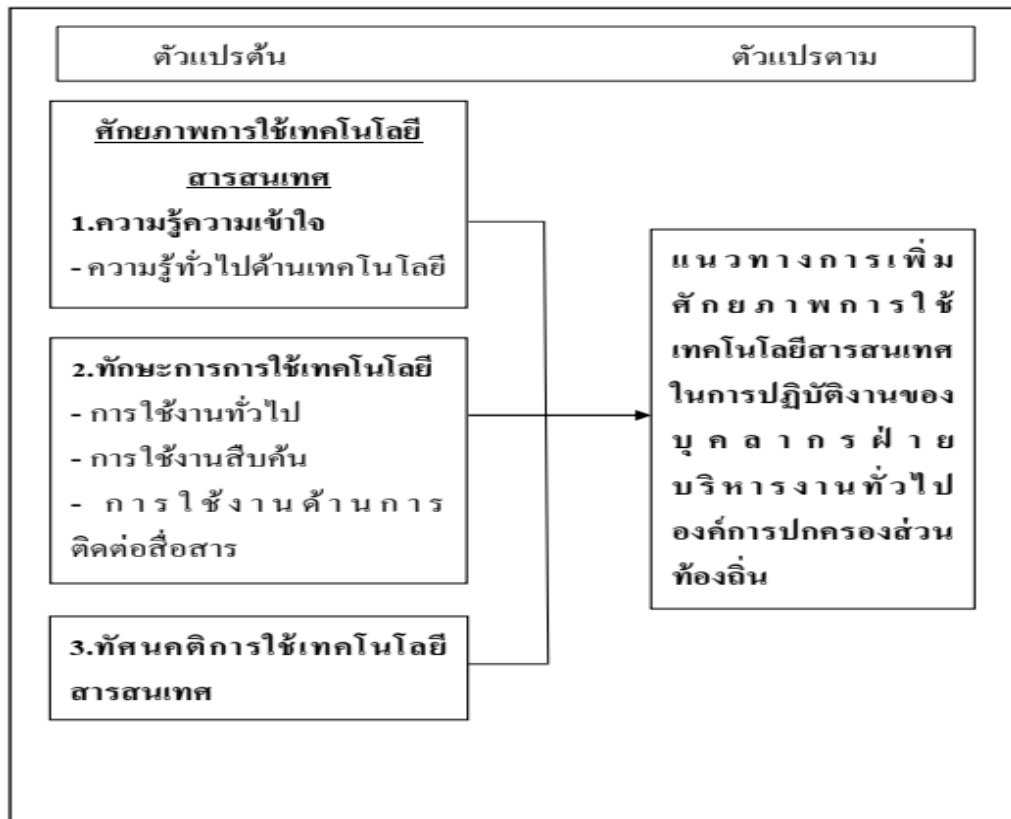 ตัวแปรต้น ตัวแปรตาม
ศักยภาพการใช้เทคโนโลยี
สารสนเทศ
1.ความรู้ความเข้าใจ
- ความรู้ทั่วไปด้านเทคโนโลยี
2.ทักษะการการใช้เทคโนโลยี
- การใช้งานทั่วไป
- การใช้งานสืบค้น
- การใช้งานด้านการ
ติดต่อสื่อสาร
3.ทัศนคติการใช้เทคโนโลยี
สารสนเทศ
แนวทางการเพิ่ม
ศักยภาพการใช้
เทคโนโลยีสารสนเทศ
ในการปฏิบัติงานของ
บุคลากรฝ่าย
บริหารงานทั่วไป
องค์การปกครองส่วน
ท้องถิ่น